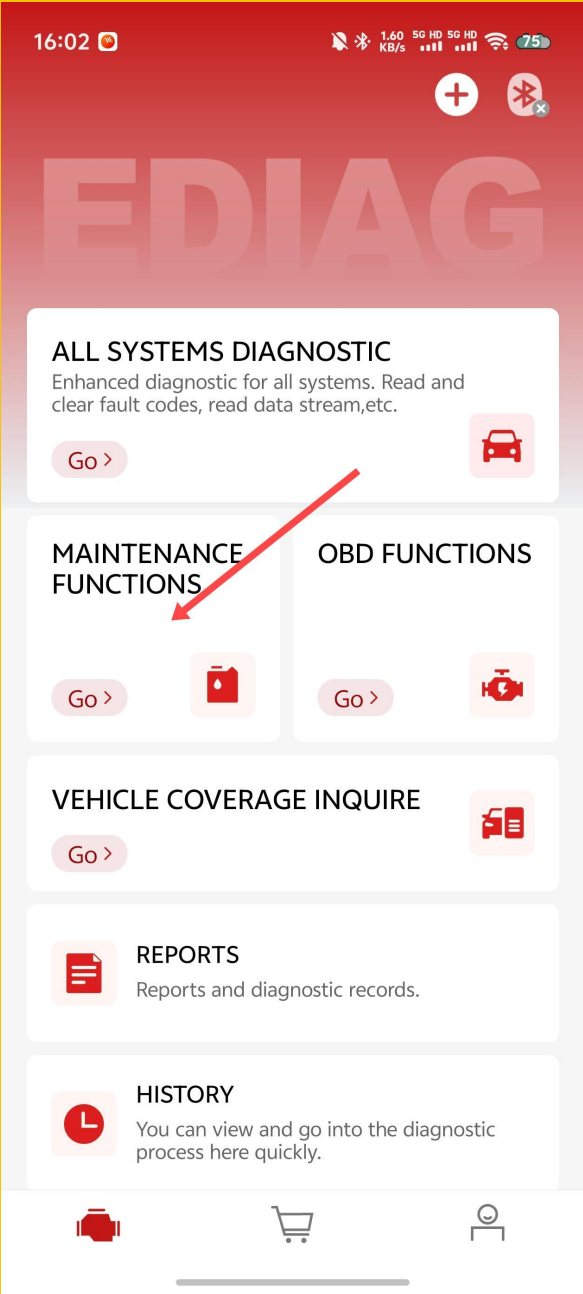 16:02
1.60 KB/s 5G HD 5G HD 75
EDIAG
ALL SYSTEMS DIAGNOSTIC
Enhanced diagnostic for all systems. Read and
clear fault codes, read data stream,etc.
Go >
MAINTENANCE
FUNCTIONS
Go >
OBD FUNCTIONS
Go >
VEHICLE COVERAGE INQUIRE
Go >
REPORTS
Reports and diagnostic records.
HISTORY
You can view and go into the diagnostic
process here quickly.